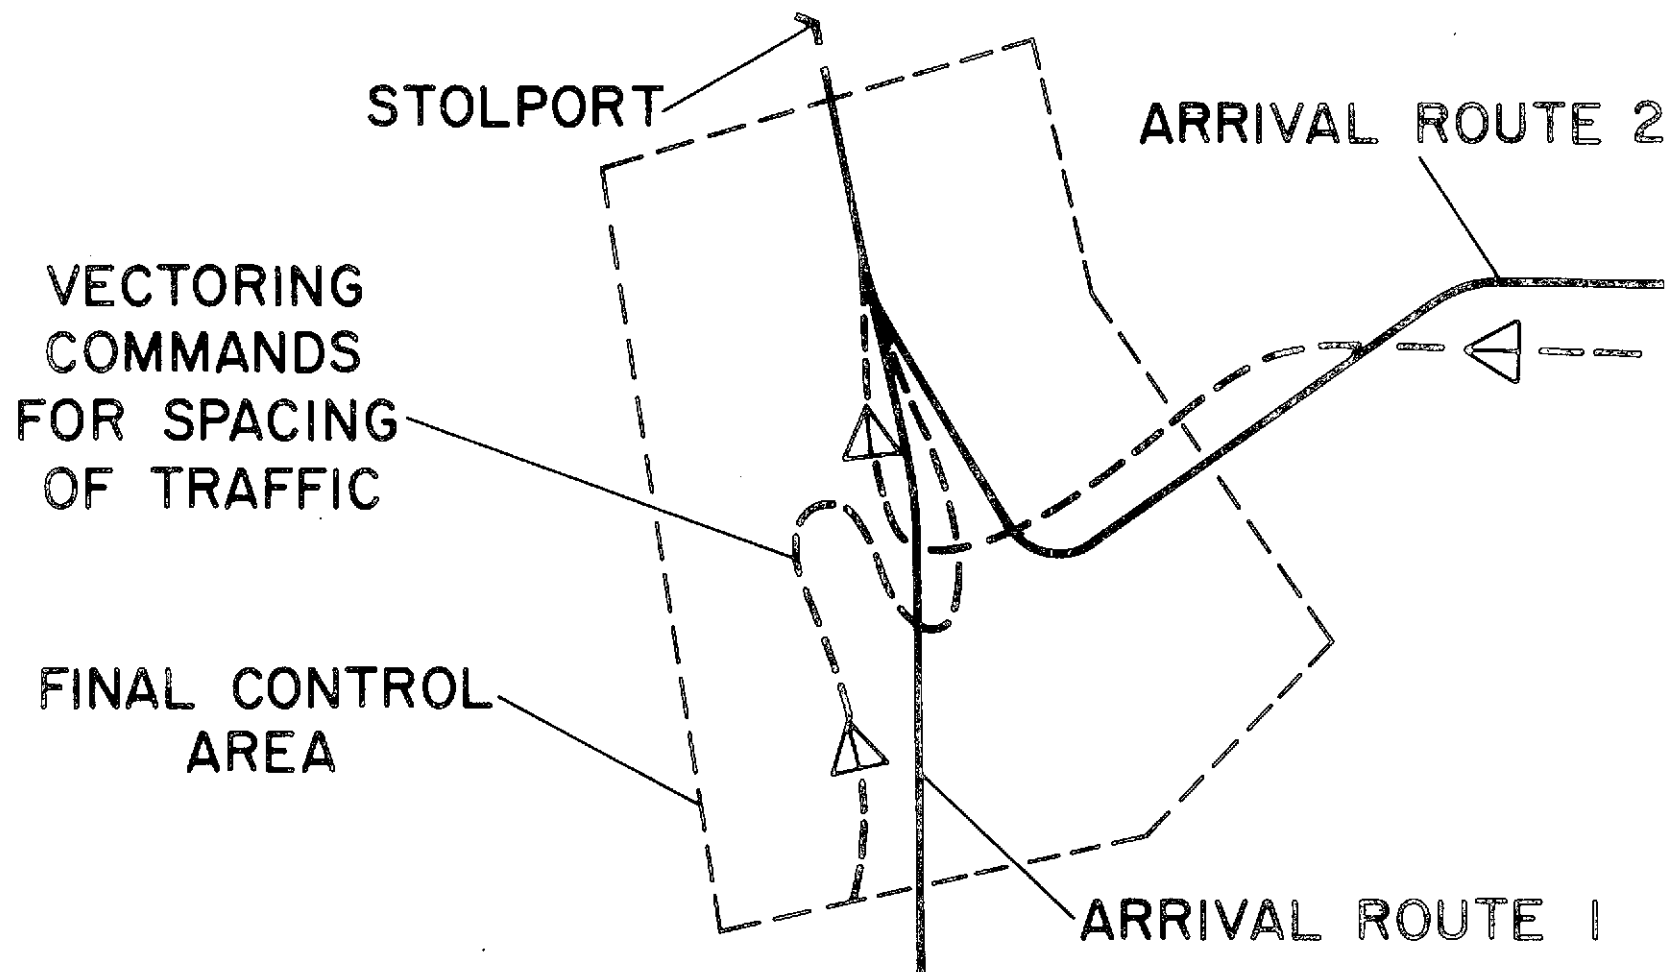 STOLPORT
ARRIVAL ROUTE 2
VECTORING
COMMANDS
FOR SPACING
OF TRAFFIC
FINAL CONTROL
AREA
ARRIVAL ROUTE 1